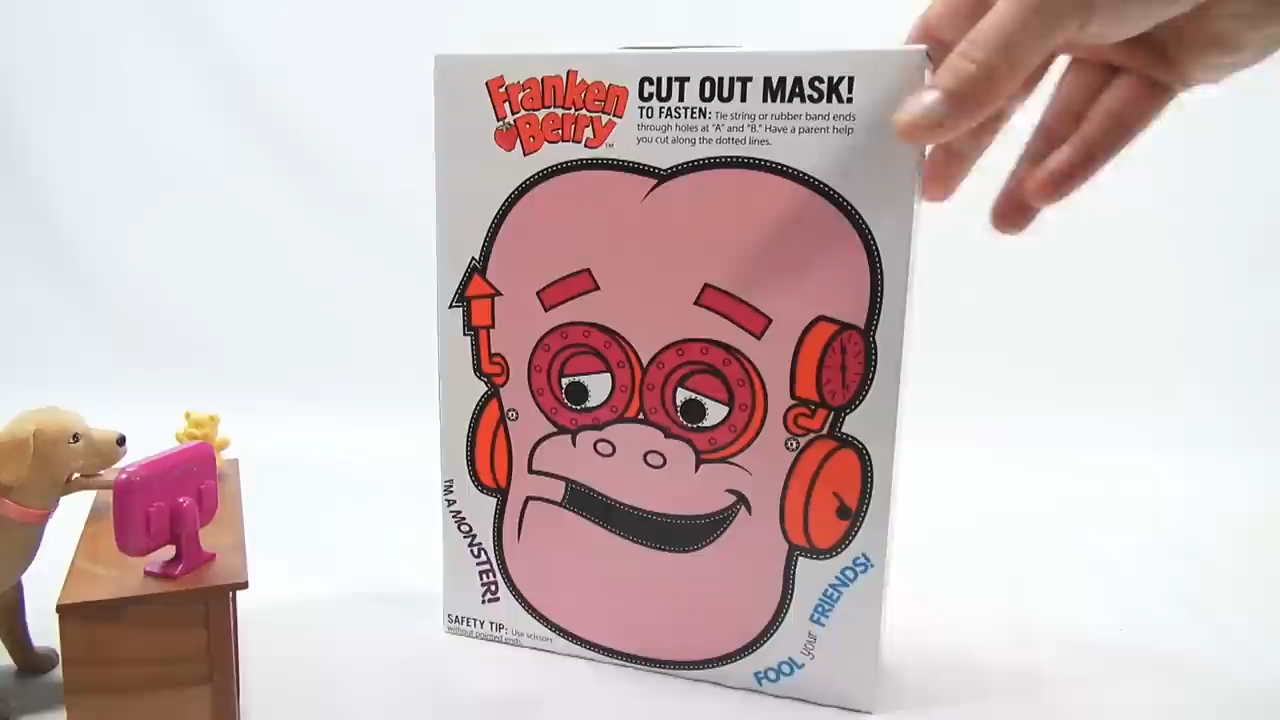 Franken
Berry™
CUT OUT MASK!
TO FASTEN: Tie string or rubber band ends
through holes at "A" and "B." Have a parent help
you cut along the dotted lines.
I'M A MONSTER!
FOOL your FRIENDS!
SAFETY TIP: Use scissors
without pointed ends.